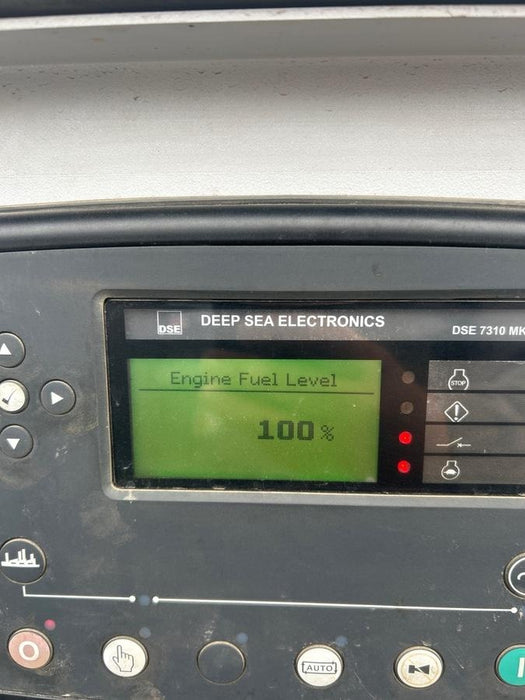 DSE
DEEP SEA ELECTRONICS
DSE 7310 MK
Engine Fuel Level
100 %
STOP
AUTO